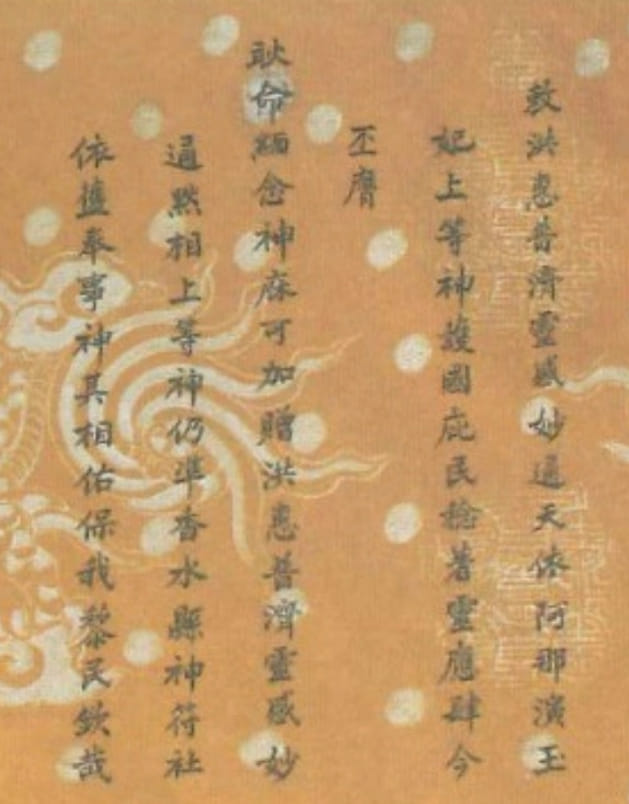 敕洪惠普濟靈感妙通天依阿那演玉
妃上等神護國庇民稔著靈應肆今
丕膺
耿命緬念神庥可加贈洪惠普濟靈感妙
通黙相上等神仍準香水縣神符社
依舊奉事神其相佑保我黎民欽哉